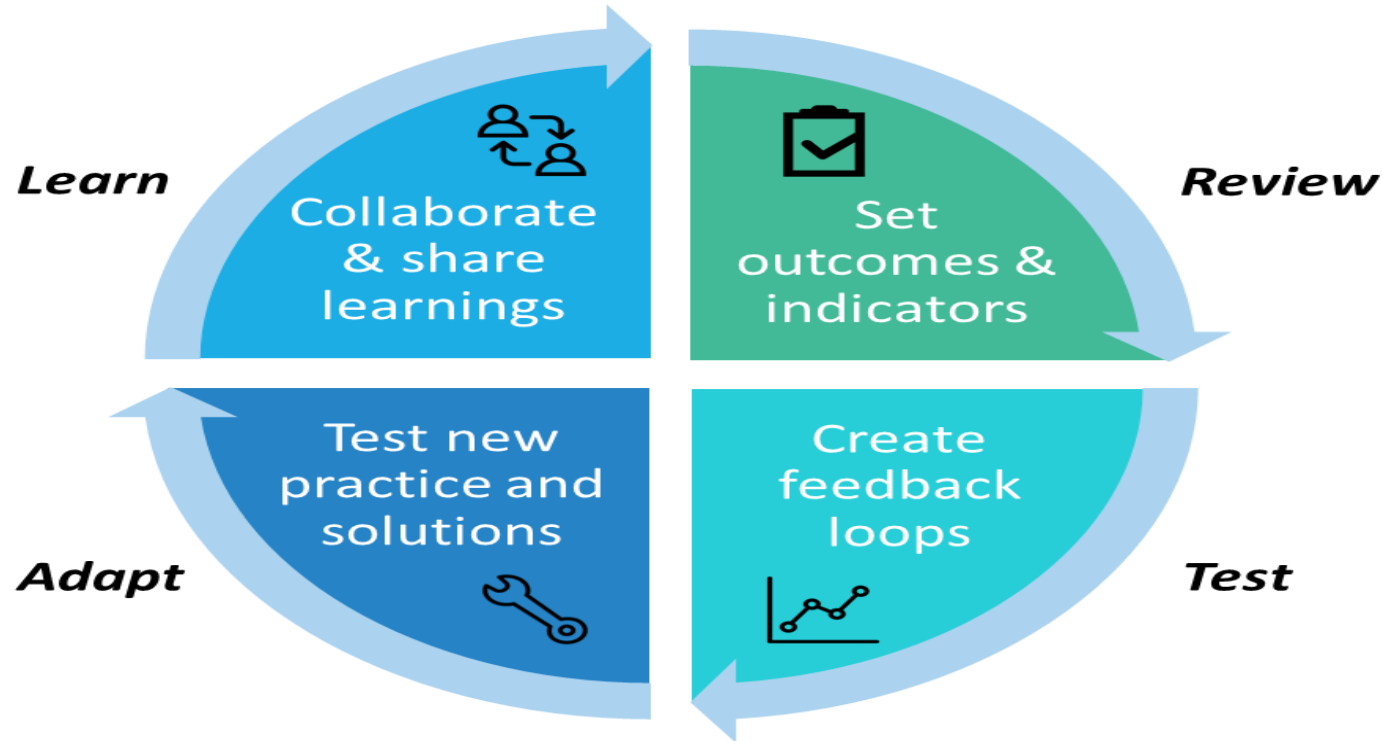 Learn
Collaborate
& share
learnings
Review
Set
outcomes &
indicators
Adapt
Test new
practice and
solutions
Test
Create
feedback
loops